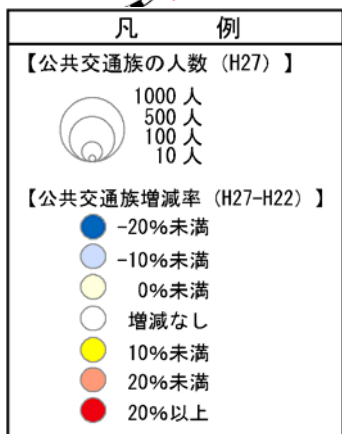 凡 例
【公共交通族の人数（H27）】
1000 人
500 人
100 人
10 人
【公共交通族増減率（H27-H22）】
-20%未満
-10%未満
0%未満
増減なし
10%未満
20%未満
20%以上